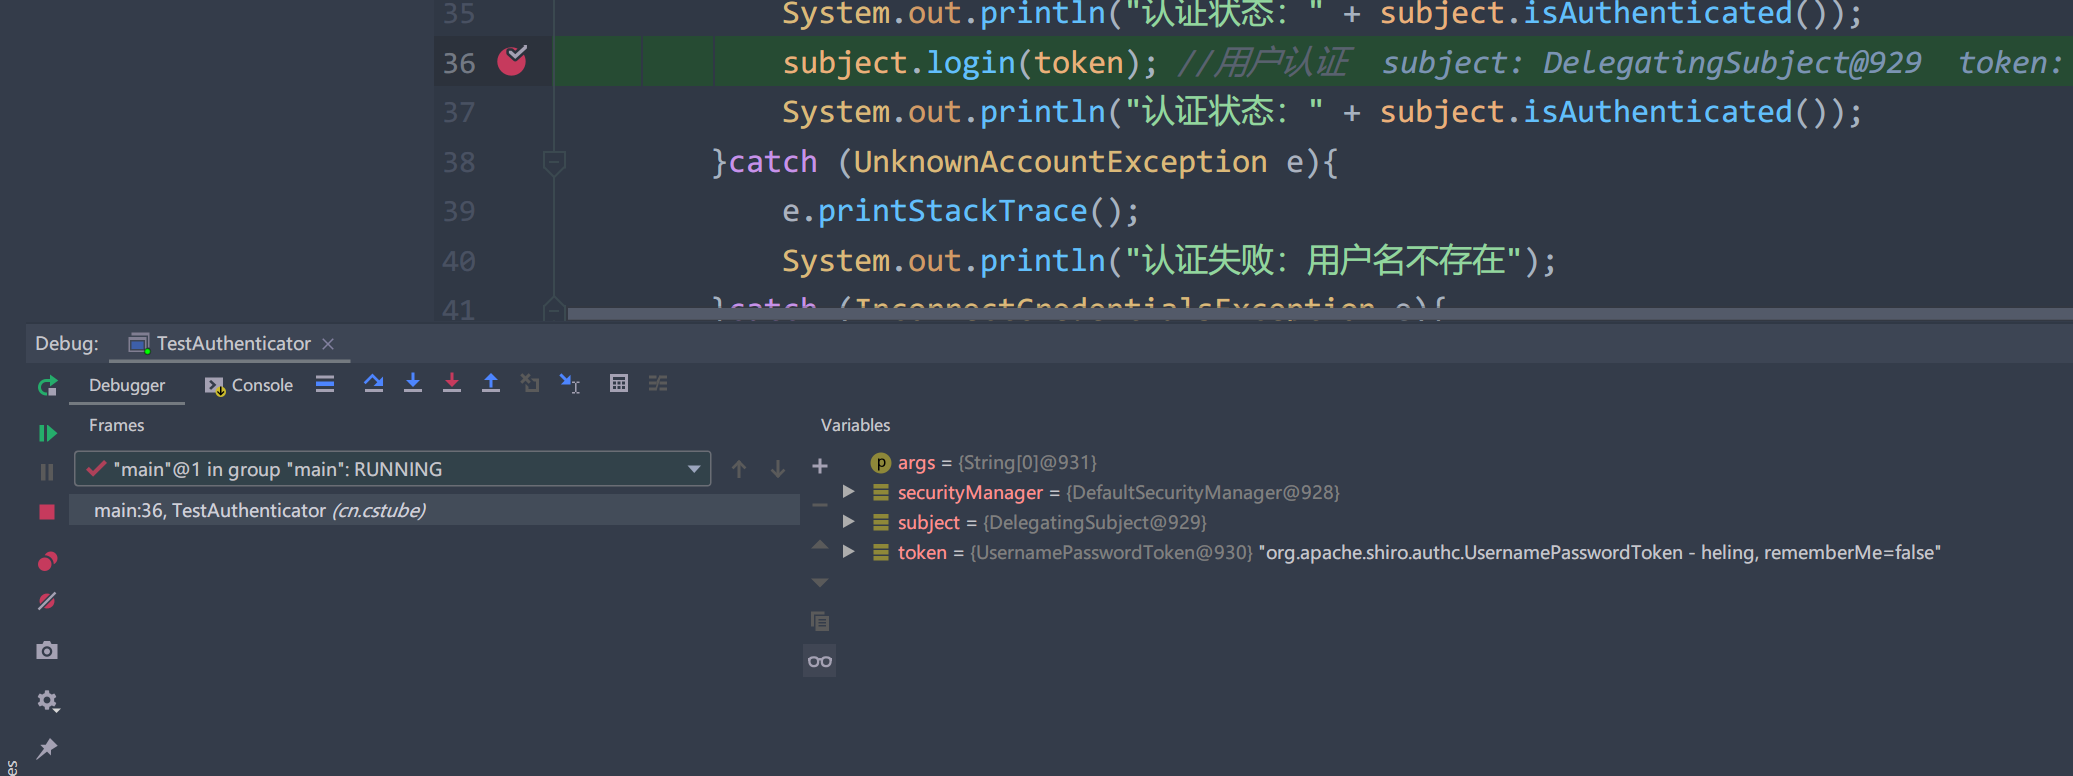 35 System.out.println("认证状态：" + subject.isAuthenticated());
36 subject.login(token); //用户认证 subject: DelegatingSubject@929 token:
37 System.out.println("认证状态：" + subject.isAuthenticated());
38 }catch (UnknownAccountException e){
39 e.printStackTrace();
40 System.out.println("认证失败：用户名不存在");
41 }catch (IncorrectCredentialsException e){
Debug: TestAuthenticator
Debugger Console
Frames
Variables
"main"@1 in group "main": RUNNING
main:36, TestAuthenticator (cn.cstube)
args = {String[0]@931}
securityManager = {DefaultSecurityManager@928}
subject = {DelegatingSubject@929}
token = {UsernamePasswordToken@930} "org.apache.shiro.authc.UsernamePasswordToken - heling, rememberMe=false"